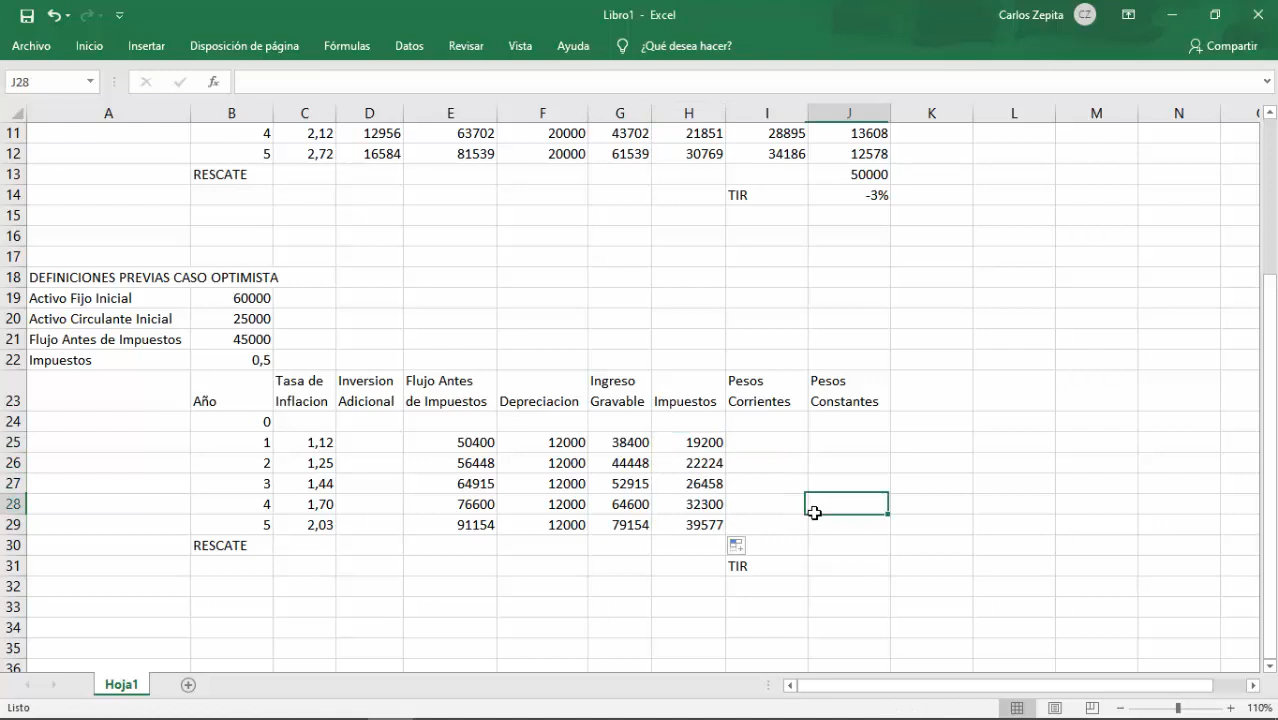 Libro1 - Excel
Carlos Zepita CZ
Archivo Inicio Insertar Disposición de página Fórmulas Datos Revisar Vista Ayuda ¿Qué desea hacer? Compartir
J28 fx
A B C D E F G H I J K L M N
11 4 2,12 12956 63702 20000 43702 21851 28895 13608
12 5 2,72 16584 81539 20000 61539 30769 34186 12578
13 RESCATE 50000
14 TIR -3%
15
16
17
18 DEFINICIONES PREVIAS CASO OPTIMISTA
19 Activo Fijo Inicial 60000
20 Activo Circulante Inicial 25000
21 Flujo Antes de Impuestos 45000
22 Impuestos 0,5
Tasa de Inversion Flujo Antes Ingreso Pesos Pesos
23 Año Inflacion Adicional de Impuestos Depreciacion Gravable Impuestos Corrientes Constantes
24 0
25 1 1,12 50400 12000 38400 19200
26 2 1,25 56448 12000 44448 22224
27 3 1,44 64915 12000 52915 26458
28 4 1,70 76600 12000 64600 32300
29 5 2,03 91154 12000 79154 39577
30 RESCATE
31 TIR
32
33
34
35
36
Hoja1
Listo 110%